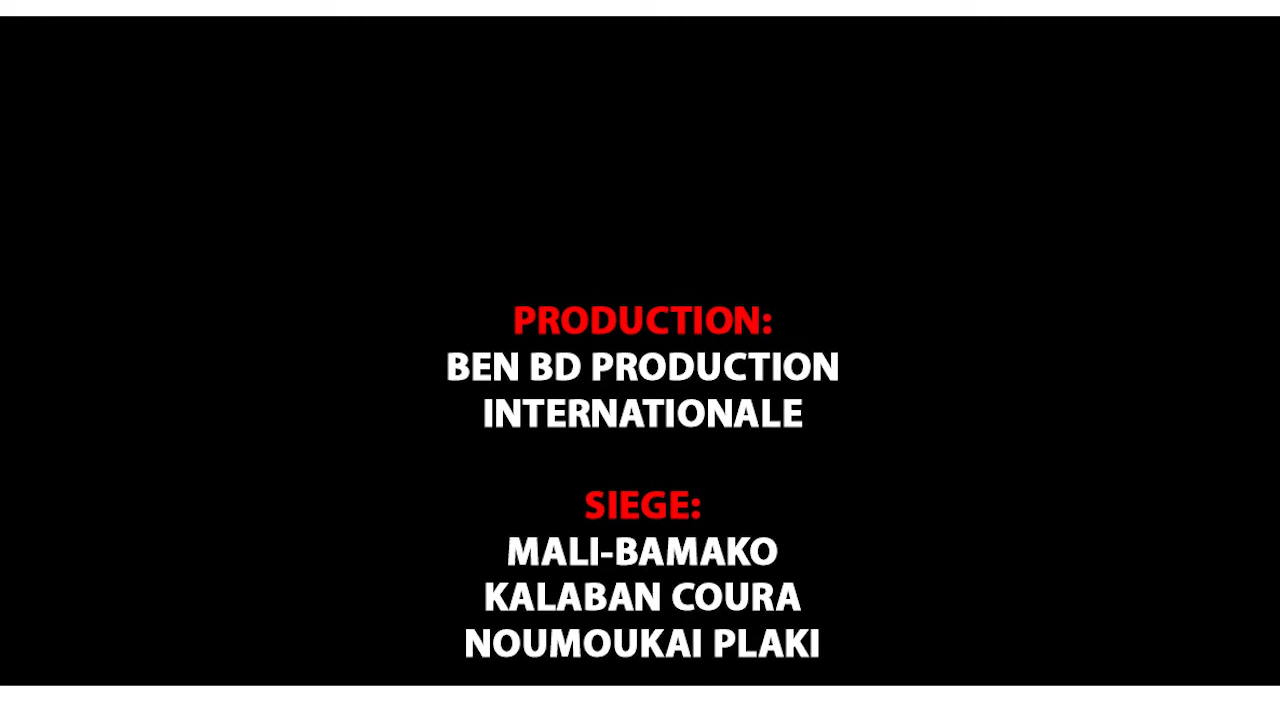 PRODUCTION:
BEN BD PRODUCTION
INTERNATIONALE
SIEGE:
MALI-BAMAKO
KALABAN COURA
NOUMOUKAI PLAKI